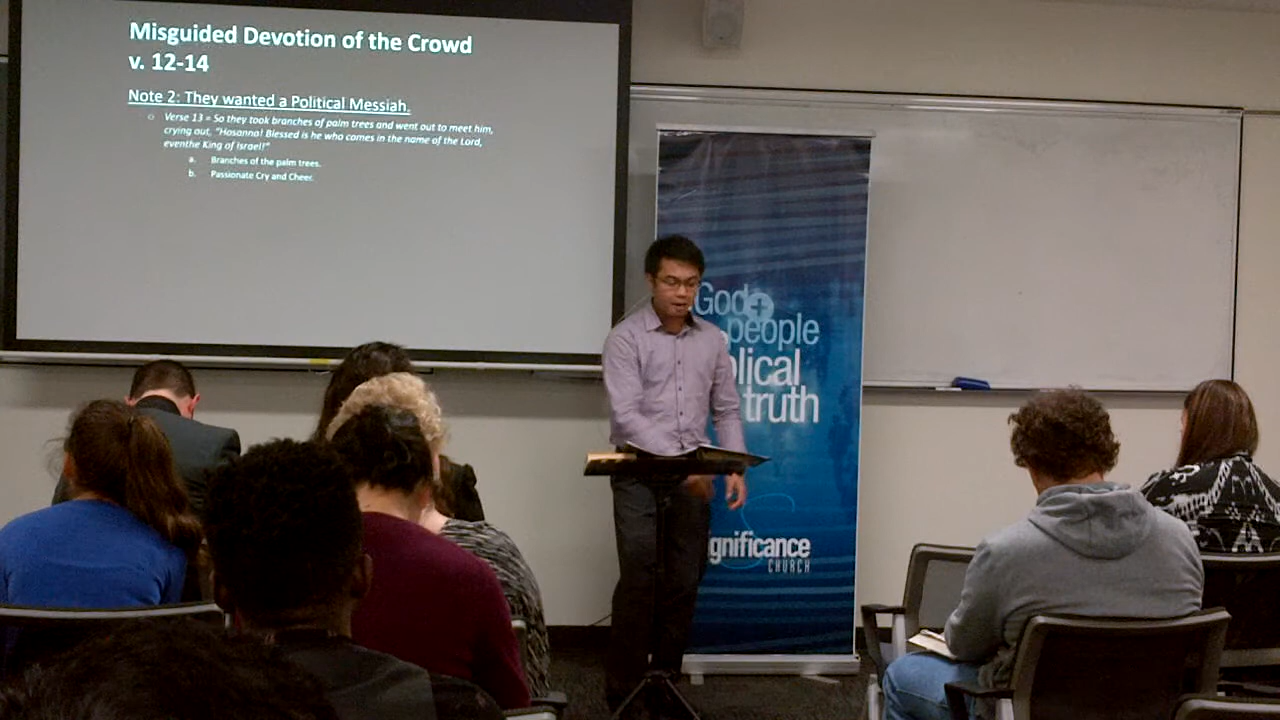 Misguided Devotion of the Crowd
v. 12-14
Note 2: They wanted a Political Messiah.
○ Verse 13 = So they took branches of palm trees and went out to meet him,
crying out, "Hosanna! Blessed is he who comes in the name of the Lord,
eventhe King of Israel!"
a. Branches of the palm trees.
b. Passionate Cry and Cheer.
God+
people
blical
truth
ignificance
CHURCH